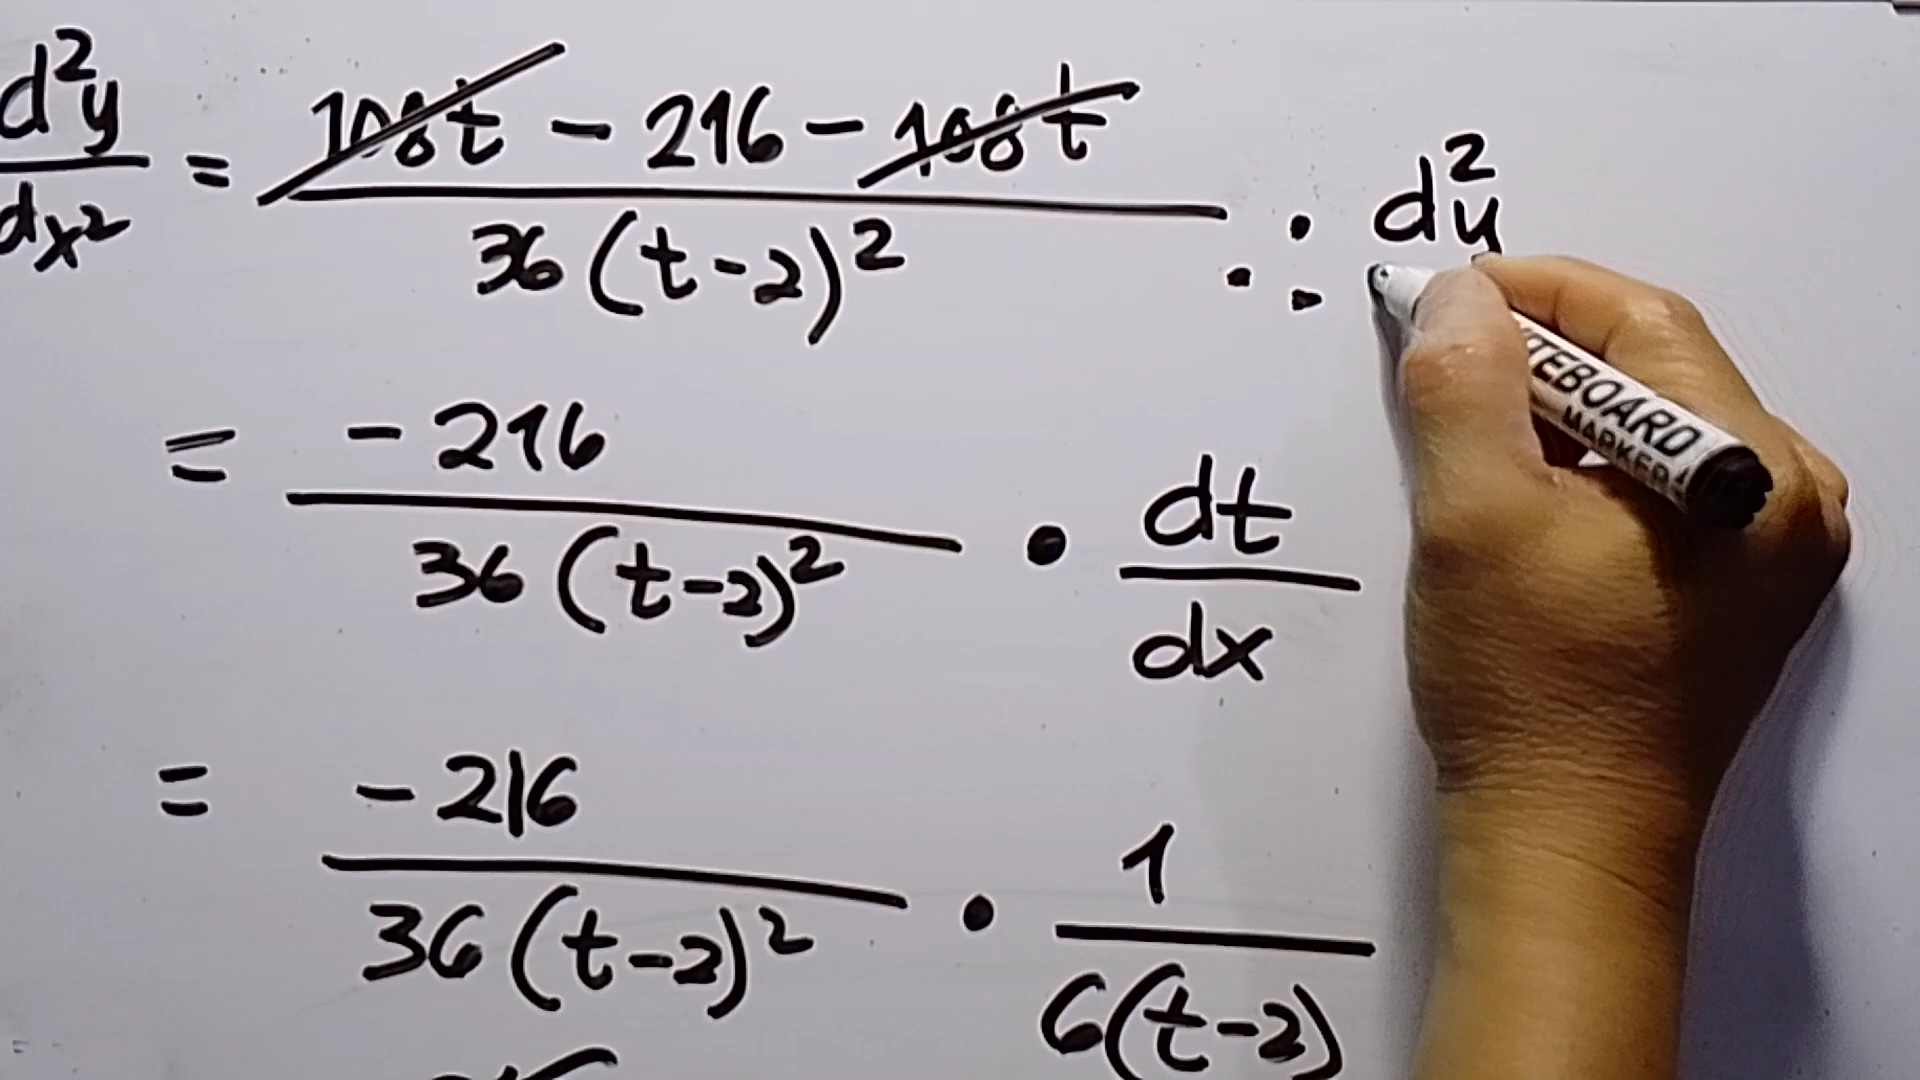 d²y/dx² = (108t - 216 - 108t)/(36(t-2)²) ∴ d²y
= -216/(36(t-2)²) • dt/dx
= -216/(36(t-2)²) • 1/(6(t-2))
WHITEBOARD
MARKER